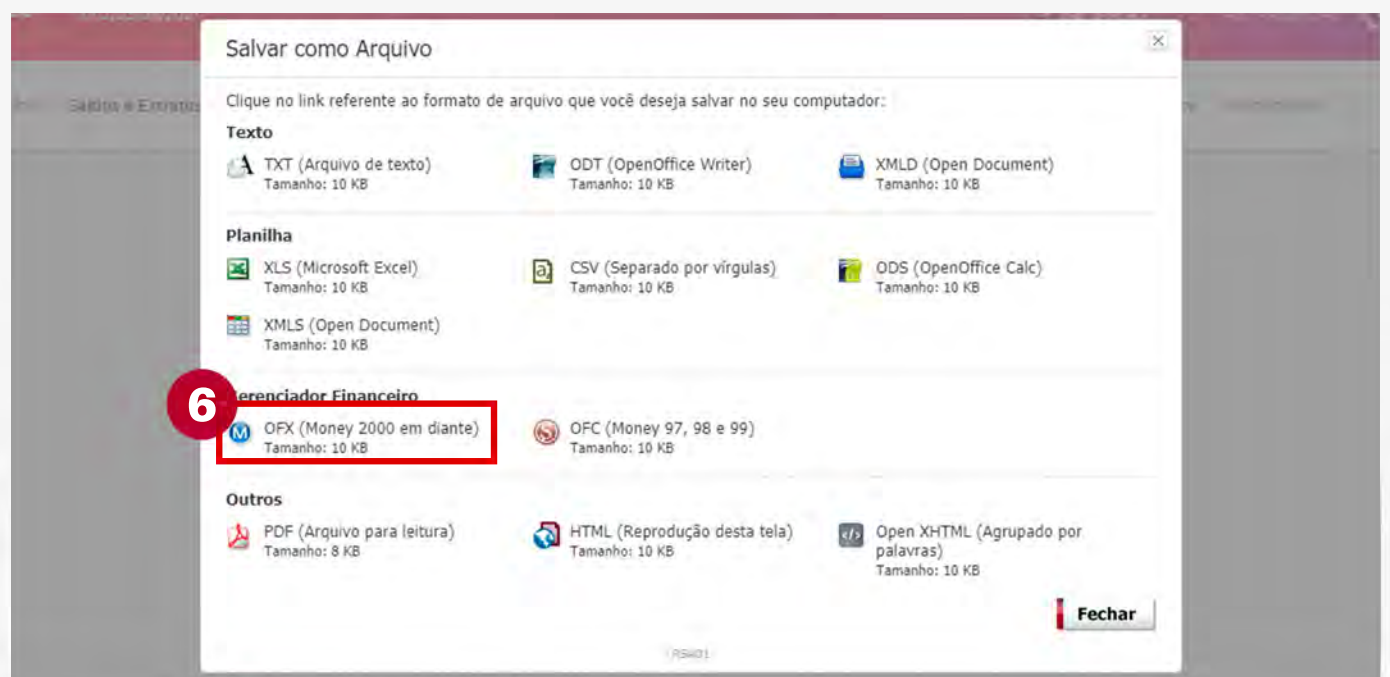 Salvar como Arquivo
Saldos e Extratos
Clique no link referente ao formato de arquivo que você deseja salvar no seu computador:
Texto
TXT (Arquivo de texto)
Tamanho: 10 KB
ODT (OpenOffice Writer)
Tamanho: 10 KB
XMLD (Open Document)
Tamanho: 10 KB
Planilha
XLS (Microsoft Excel)
Tamanho: 10 KB
CSV (Separado por vírgulas)
Tamanho: 10 KB
ODS (OpenOffice Calc)
Tamanho: 10 KB
XMLS (Open Document)
Tamanho: 10 KB
6
Gerenciador Financeiro
OFX (Money 2000 em diante)
Tamanho: 10 KB
OFC (Money 97, 98 e 99)
Tamanho: 10 KB
Outros
PDF (Arquivo para leitura)
Tamanho: 8 KB
HTML (Reprodução desta tela)
Tamanho: 10 KB
Open XHTML (Agrupado por
palavras)
Tamanho: 10 KB
Fechar